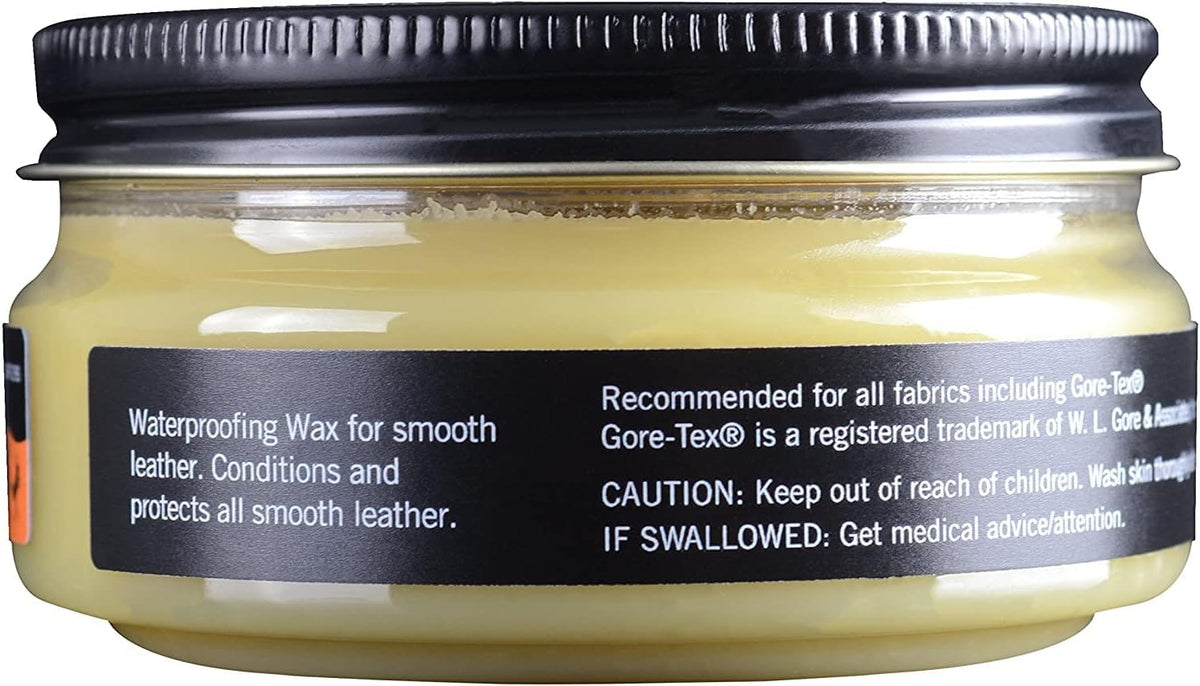 Waterproofing Wax for smooth
leather. Conditions and
protects all smooth leather.
Recommended for all fabrics including Gore-Tex®
Gore-Tex® is a registered trademark of W. L. Gore & Associates
CAUTION: Keep out of reach of children. Wash skin
IF SWALLOWED: Get medical advice/attention.